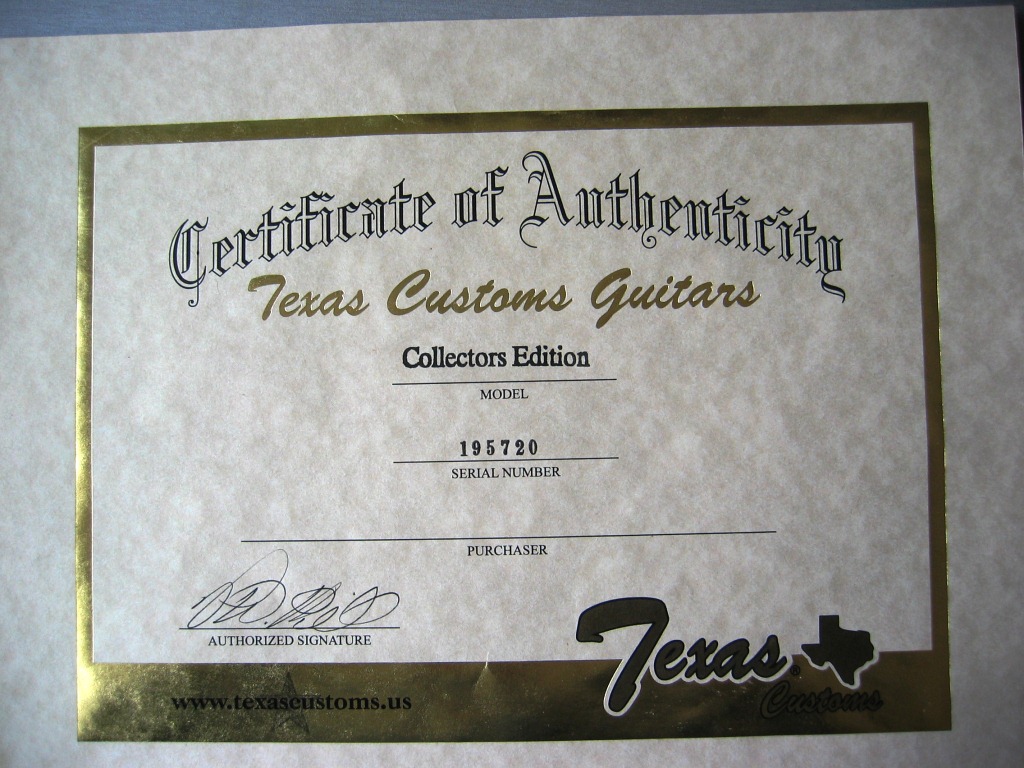 Certificate of Authenticity
Texas Customs Guitars
Collectors Edition
MODEL
195720
SERIAL NUMBER
PURCHASER
AUTHORIZED SIGNATURE
www.texascustoms.us
Texas
Customs